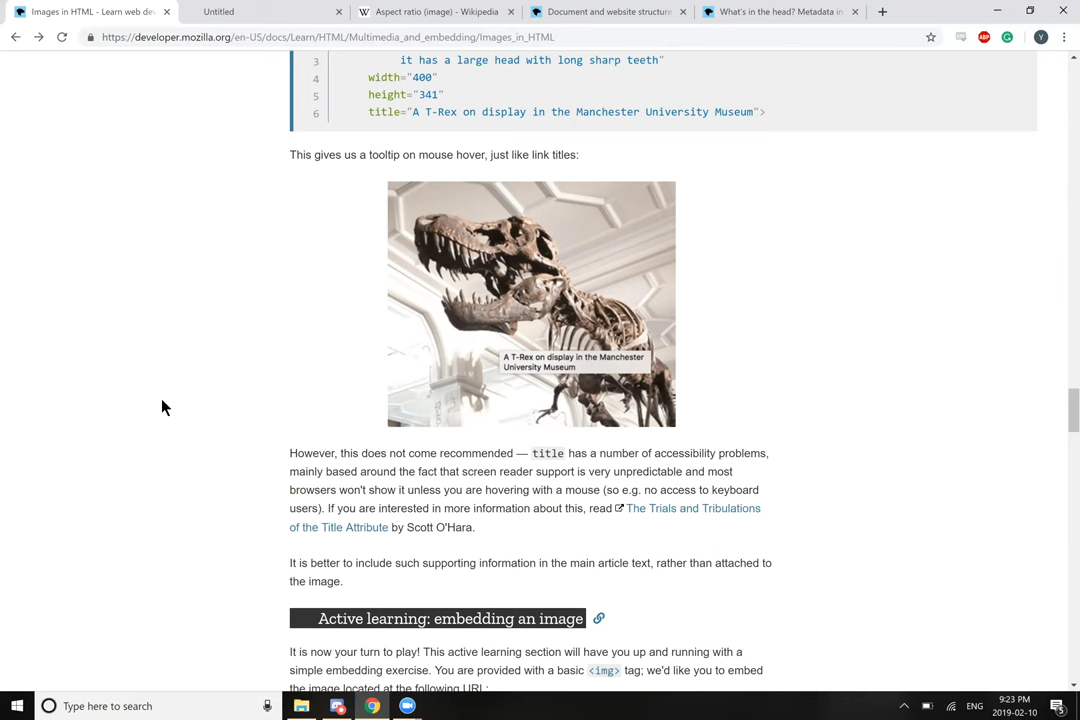 Images in HTML - Learn web de
Untitled
Aspect ratio (image) - Wikipedia
Document and website structure
What's in the head? Metadata in
https://developer.mozilla.org/en-US/docs/Learn/HTML/Multimedia_and_embedding/Images_in_HTML
ABP
Y
3 it has a large head with long sharp teeth"
4 width="400"
5 height="341"
6 title="A T-Rex on display in the Manchester University Museum">
This gives us a tooltip on mouse hover, just like link titles:
A T-Rex on display in the Manchester
University Museum
However, this does not come recommended — title has a number of accessibility problems,
mainly based around the fact that screen reader support is very unpredictable and most
browsers won't show it unless you are hovering with a mouse (so e.g. no access to keyboard
users). If you are interested in more information about this, read The Trials and Tribulations
of the Title Attribute by Scott O'Hara.
It is better to include such supporting information in the main article text, rather than attached to
the image.
Active learning: embedding an image
It is now your turn to play! This active learning section will have you up and running with a
simple embedding exercise. You are provided with a basic <img> tag; we'd like you to embed
the image located at the following URL:
Type here to search
ENG
9:23 PM
2019-02-10
5